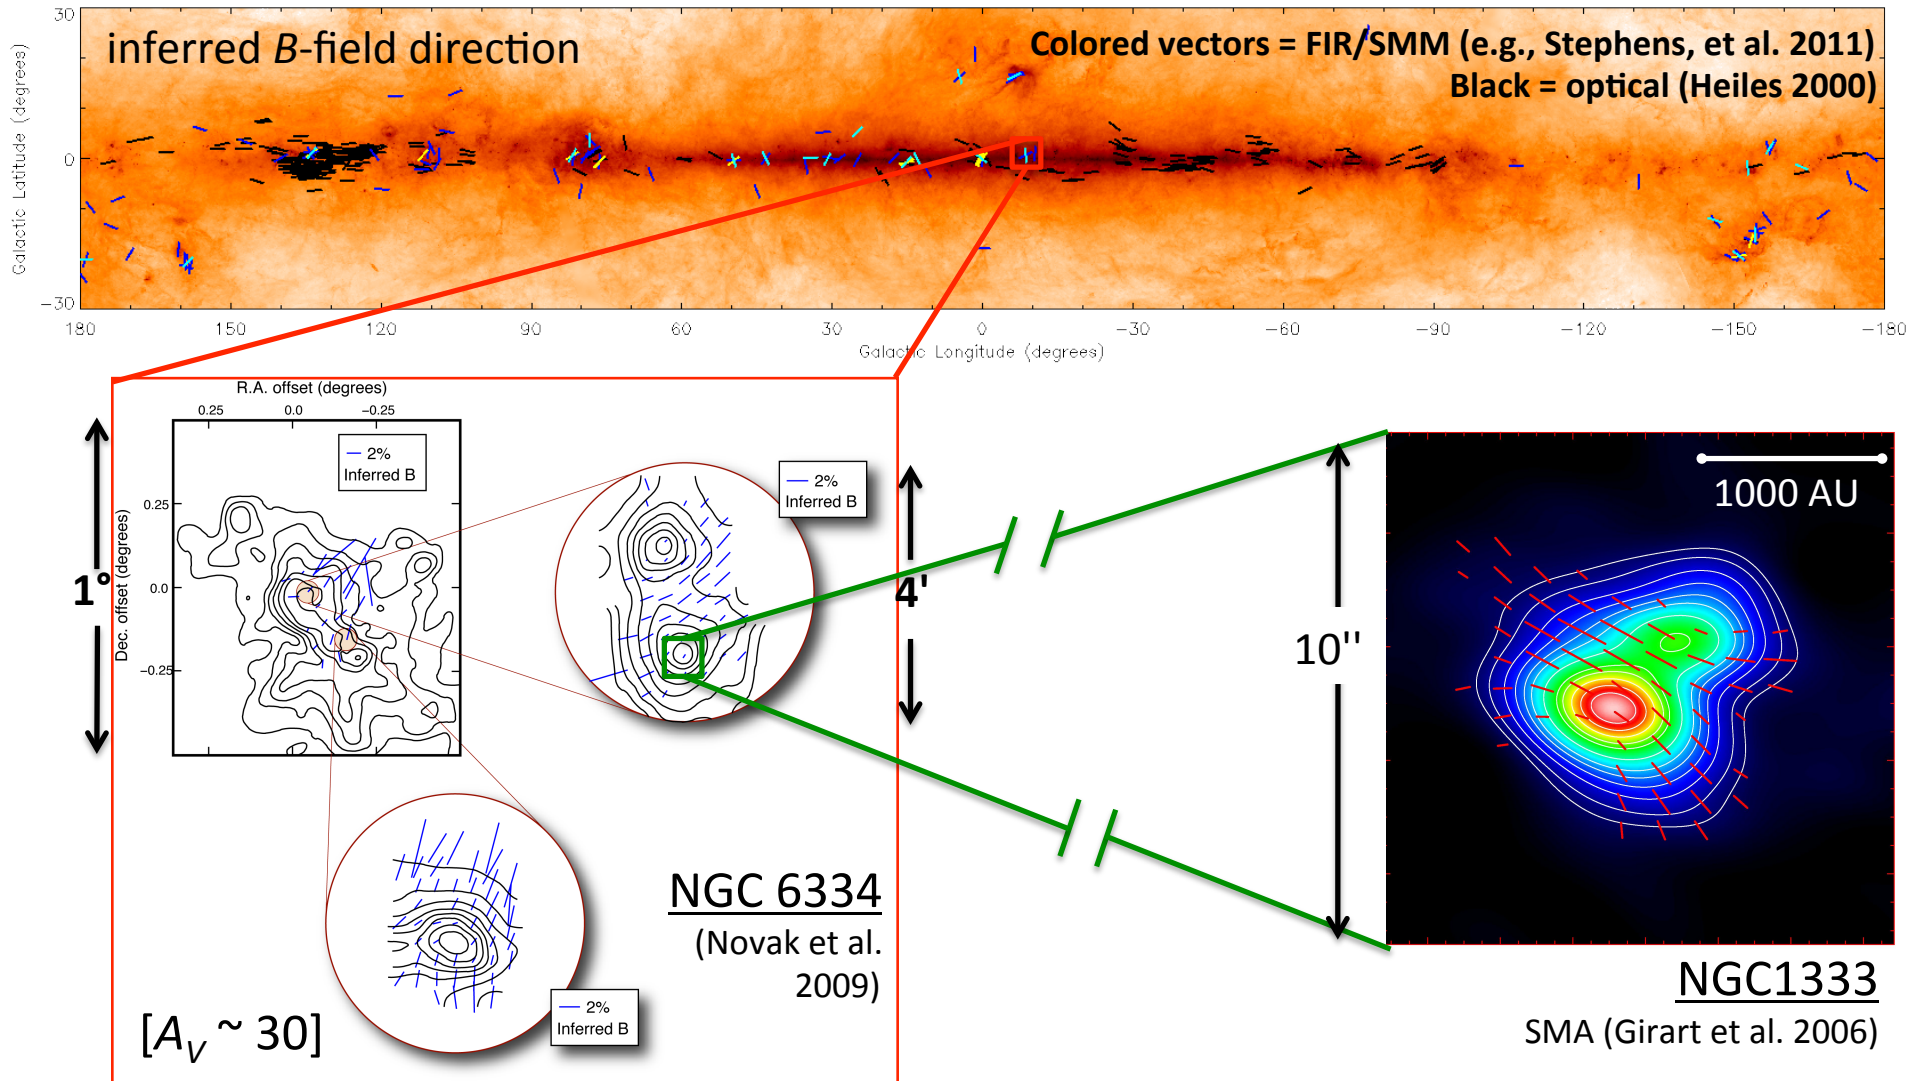 inferred B-field direction
Colored vectors = FIR/SMM (e.g., Stephens, et al. 2011)
Black = optical (Heiles 2000)
Galactic Latitude (degrees)
30
0
−30
180
150
120
90
60
30
0
−30
−60
−90
−120
−150
−180
Galactic Longitude (degrees)
R.A. offset (degrees)
0.25
0.0
−0.25
Dec. offset (degrees)
0.25
0.0
−0.25
2%
Inferred B
1°
2%
Inferred B
4'
2%
Inferred B
NGC 6334
(Novak et al.
2009)
[AV ~ 30]
10''
1000 AU
NGC1333
SMA (Girart et al. 2006)